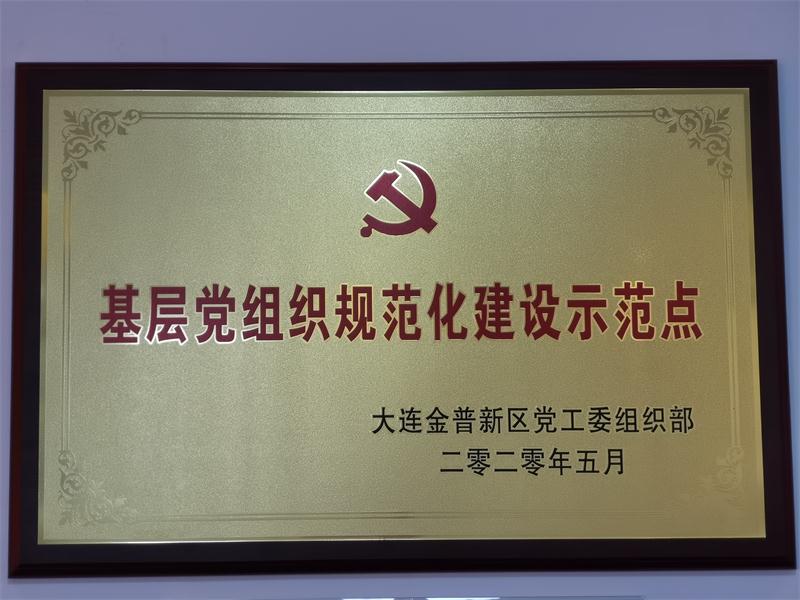 基层党组织规范化建设示范点
大连金普新区党工委组织部
二零二零年五月